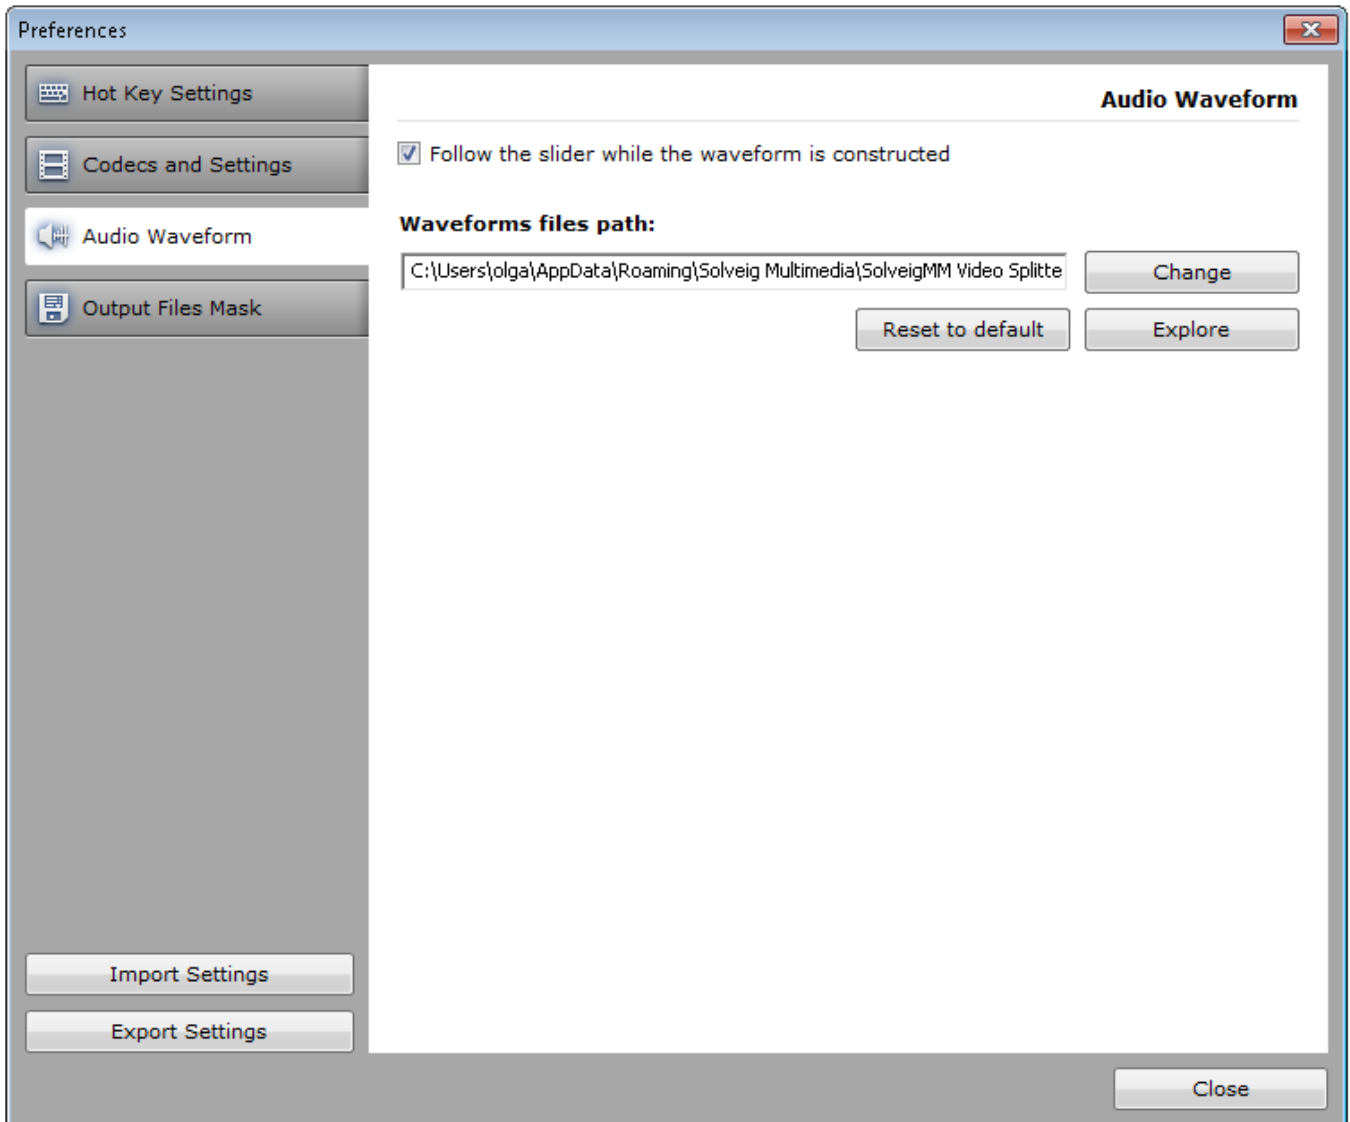 Preferences
Hot Key Settings
Codecs and Settings
Audio Waveform
Output Files Mask
Import Settings
Export Settings
Audio Waveform
Follow the slider while the waveform is constructed
Waveforms files path:
C:\Users\olga\AppData\Roaming\Solveig Multimedia\SolveigMM Video Splitte
Change
Reset to default
Explore
Close